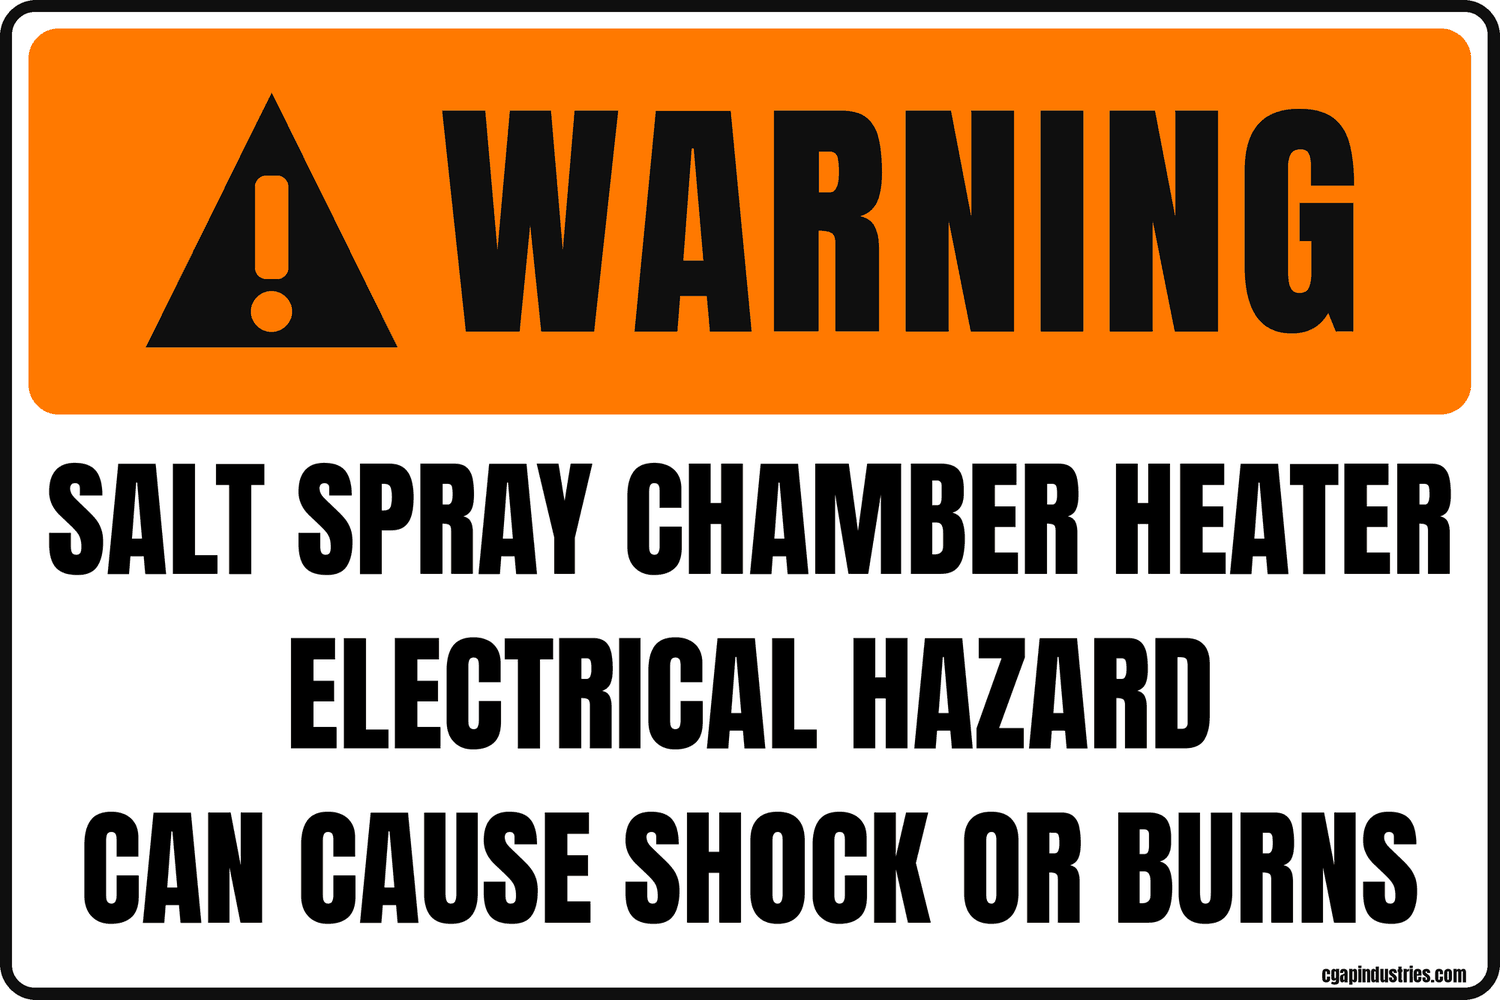 WARNING
SALT SPRAY CHAMBER HEATER
ELECTRICAL HAZARD
CAN CAUSE SHOCK OR BURNS
cgapindustries.com